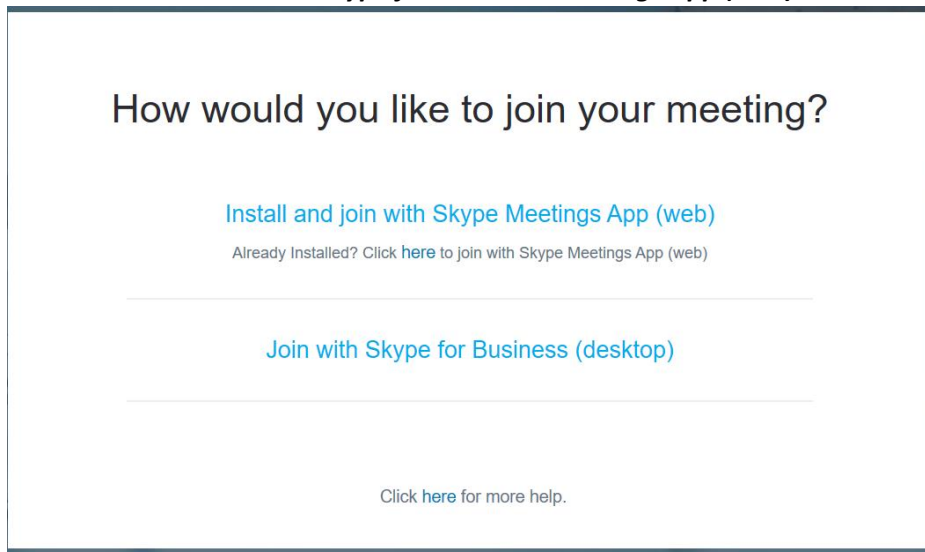 How would you like to join your meeting?
Install and join with Skype Meetings App (web)
Already Installed? Click here to join with Skype Meetings App (web)
Join with Skype for Business (desktop)
Click here for more help.